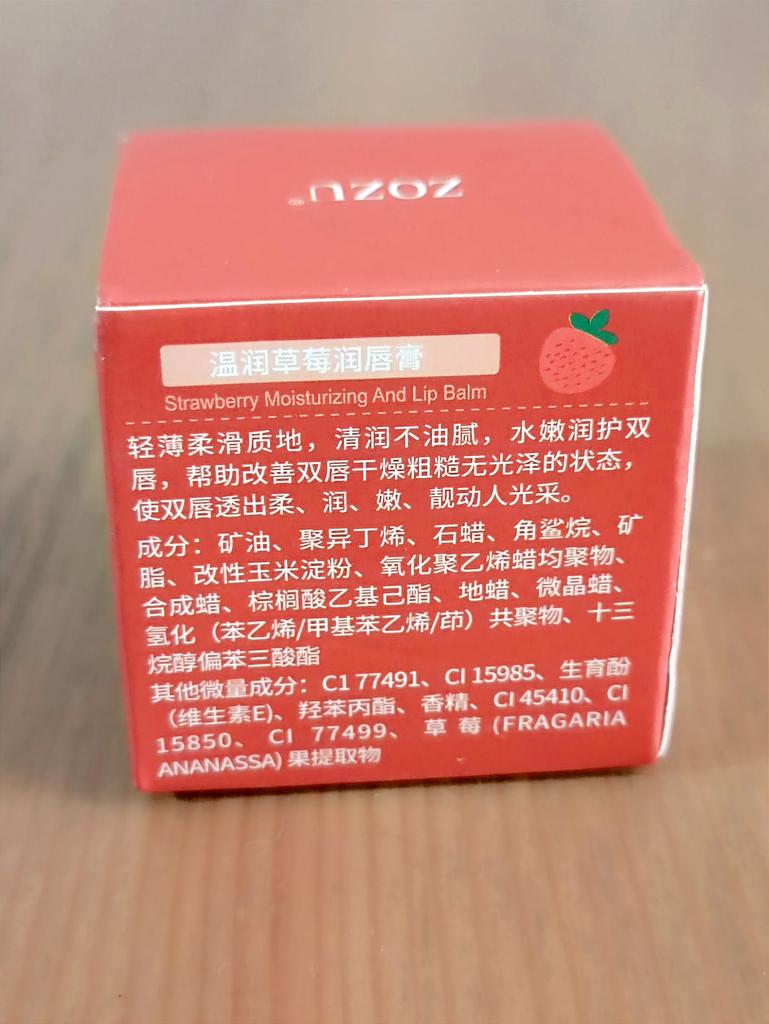 ZOZU®
温润草莓润唇膏
Strawberry Moisturizing And Lip Balm
轻薄柔滑质地，清润不油腻，水嫩润护双
唇，帮助改善双唇干燥粗糙无光泽的状态，
使双唇透出柔、润、嫩、靓动人光采。
成分：矿油、聚异丁烯、石蜡、角鲨烷、矿
脂、改性玉米淀粉、氧化聚乙烯蜡均聚物、
合成蜡、棕榈酸乙基己酯、地蜡、微晶蜡、
氢化（苯乙烯/甲基苯乙烯/茚）共聚物、十三
烷醇偏苯三酸酯
其他微量成分：C1 77491、CI 15985、生育酚
（维生素E)、羟苯丙酯、香精、CI 45410、CI
15850、 CI 77499、 草 莓 (FRAGARIA
ANANASSA) 果提取物